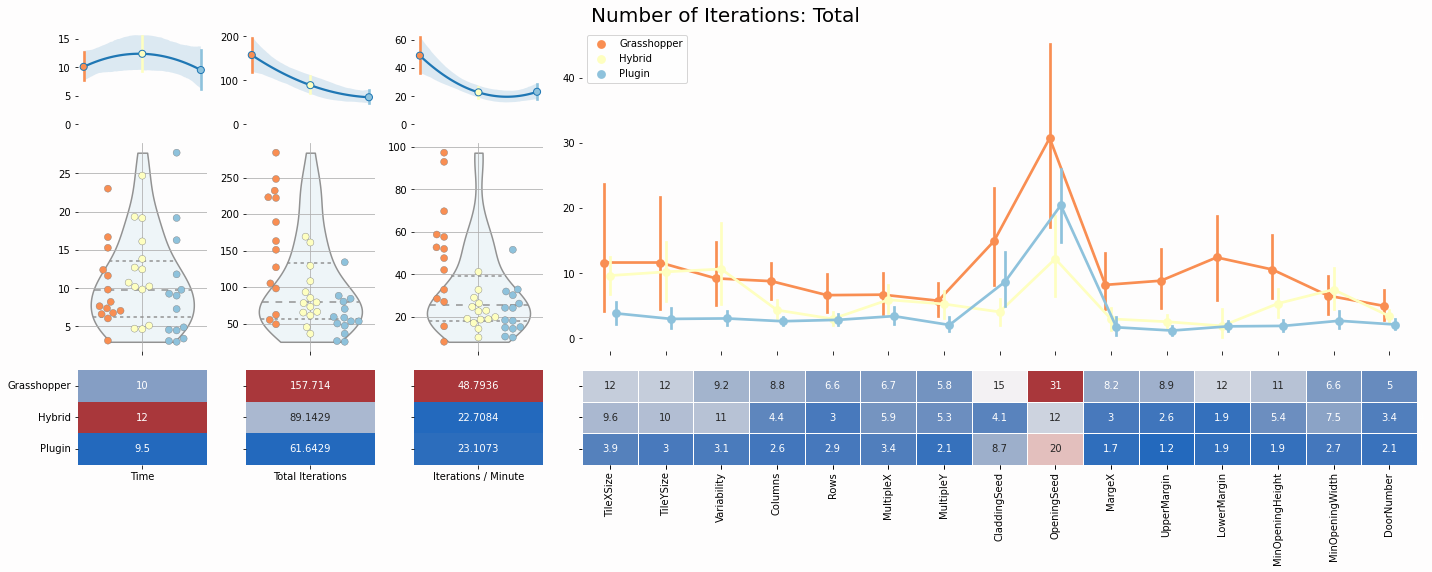 Number of Iterations: Total
15
10
5
0
200
100
0
60
40
20
0
Grasshopper
Hybrid
Plugin
40
30
20
10
0
25
20
15
10
5
250
200
150
100
50
100
80
60
40
20
Grasshopper 10 157.714 48.7936 12 12 9.2 8.8 6.6 6.7 5.8 15 31 8.2 8.9 12 11 6.6 5
Hybrid 12 89.1429 22.7084 9.6 10 11 4.4 3 5.9 5.3 4.1 12 3 2.6 1.9 5.4 7.5 3.4
Plugin 9.5 61.6429 23.1073 3.9 3 3.1 2.6 2.9 3.4 2.1 8.7 20 1.7 1.2 1.9 1.9 2.7 2.1
Time Total Iterations Iterations / Minute
TileXSize
TileYSize
Variability
Columns
Rows
MultipleX
MultipleY
CladdingSeed
OpeningSeed
MargeX
UpperMargin
LowerMargin
MinOpeningHeight
MinOpeningWidth
DoorNumber